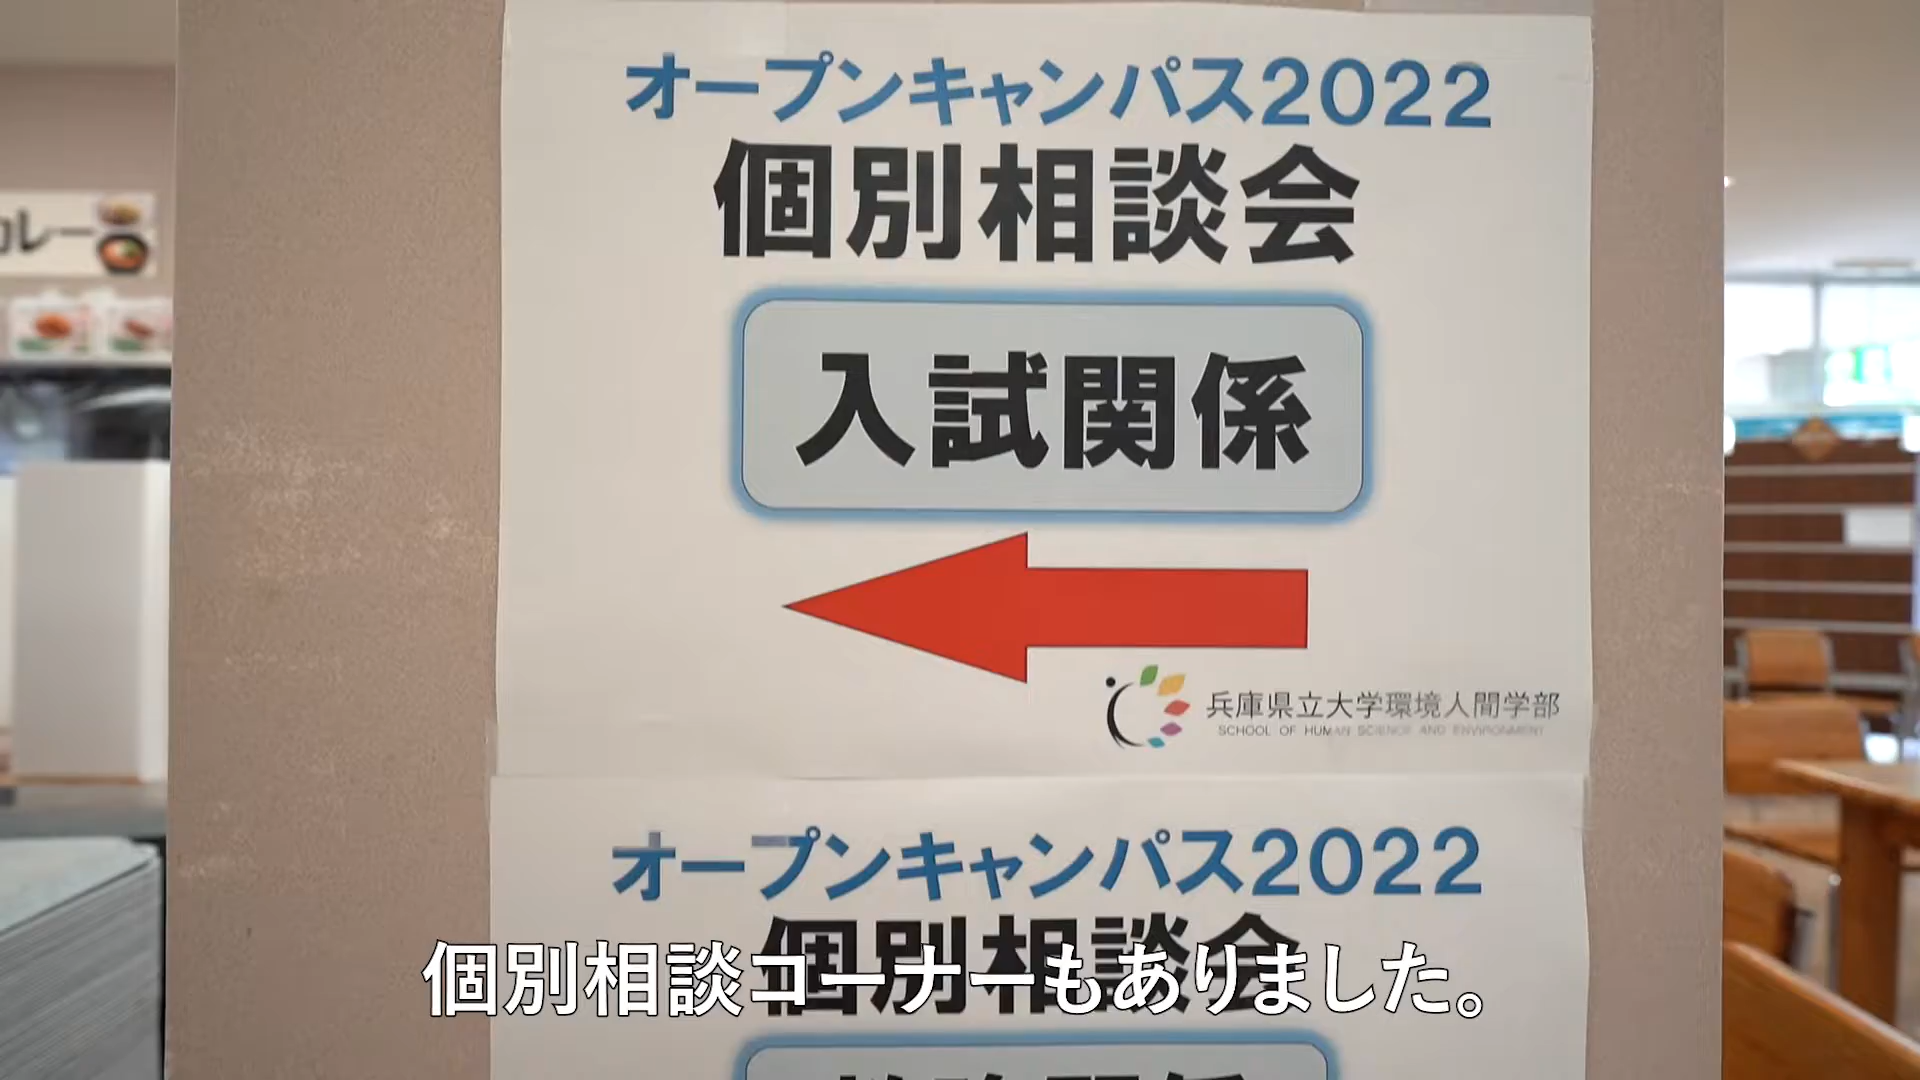 カレー
オープンキャンパス2022
個別相談会
入試関係
兵庫県立大学環境人間学部
SCHOOL OF HUMAN SCIENCE AND ENVIRONMENT
オープンキャンパス2022
個別相談会
個別相談コーナーもありました。